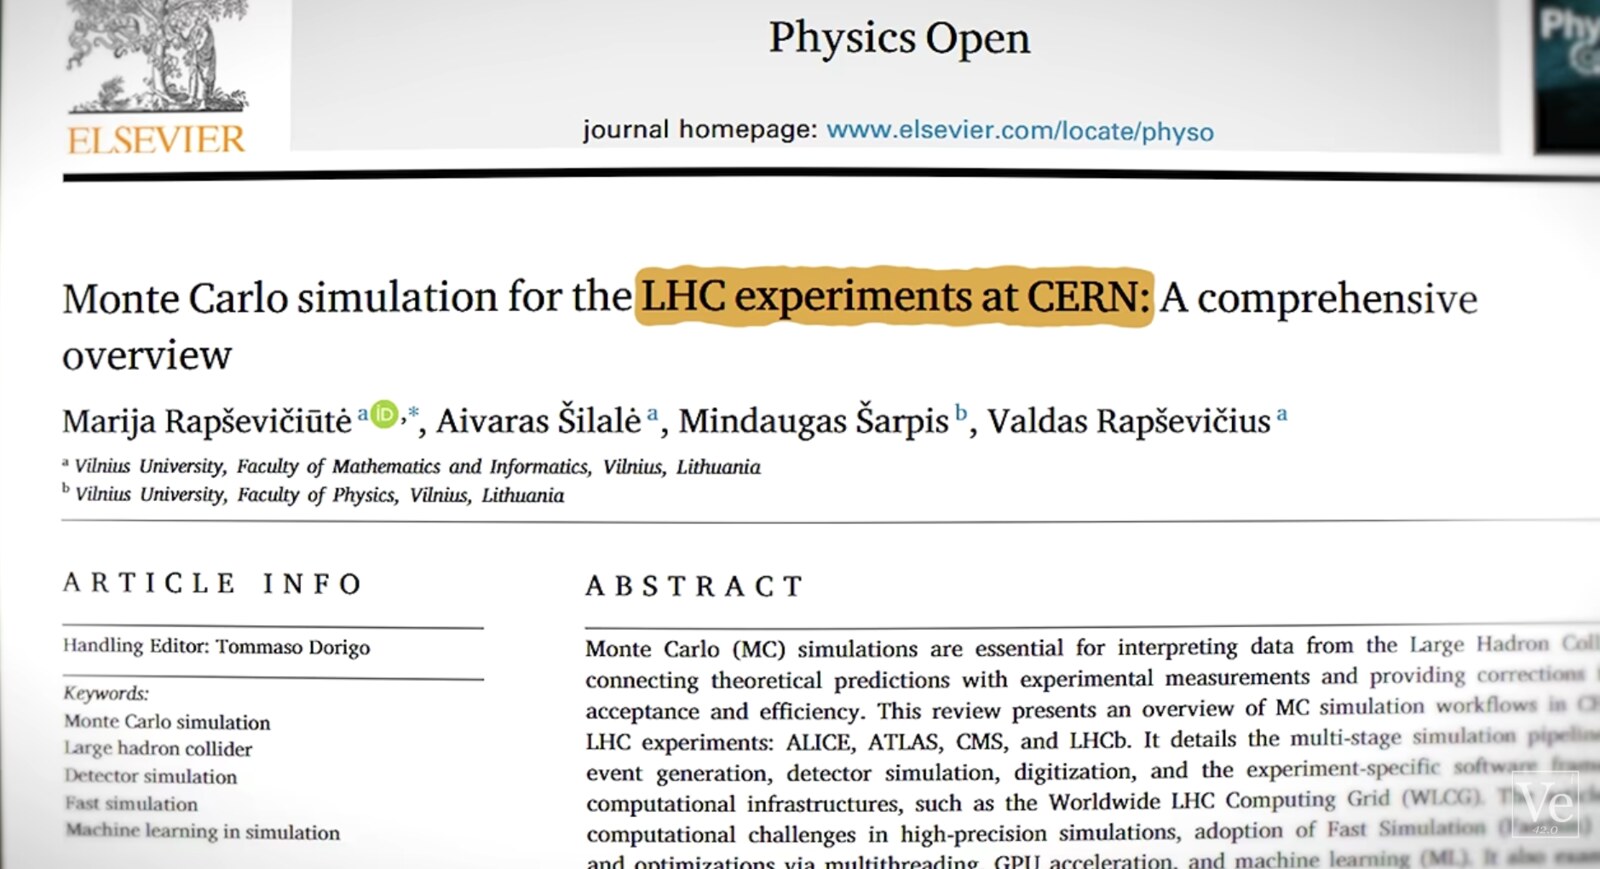 Physics Open
ELSEVIER
journal homepage: www.elsevier.com/locate/physo
Monte Carlo simulation for the LHC experiments at CERN: A comprehensive
overview
Marija Rapševičiūtė a iD,*, Aivaras Šilalė a, Mindaugas Šarpis b, Valdas Rapševičius a
a Vilnius University, Faculty of Mathematics and Informatics, Vilnius, Lithuania
b Vilnius University, Faculty of Physics, Vilnius, Lithuania
ARTICLE INFO
Handling Editor: Tommaso Dorigo
Keywords:
Monte Carlo simulation
Large hadron collider
Detector simulation
Fast simulation
Machine learning in simulation
ABSTRACT
Monte Carlo (MC) simulations are essential for interpreting data from the Large Hadron
connecting theoretical predictions with experimental measurements and providing corrections
acceptance and efficiency. This review presents an overview of MC simulation workflows in
LHC experiments: ALICE, ATLAS, CMS, and LHCb. It details the multi-stage simulation
event generation, detector simulation, digitization, and the experiment-specific software
computational infrastructures, such as the Worldwide LHC Computing Grid (WLCG).
computational challenges in high-precision simulations, adoption of Fast Simulation
and optimizations via multithreading, GPU acceleration, and machine learning (ML). It also
Ve
42.0